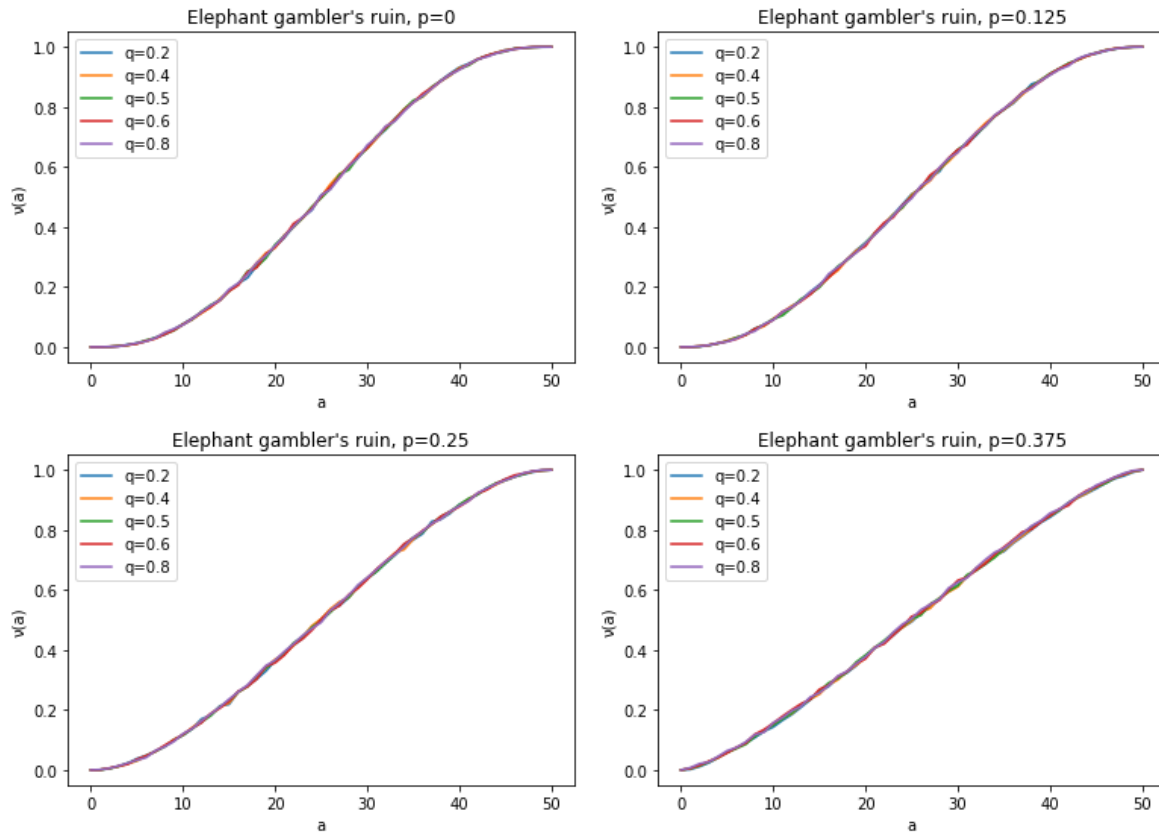 Elephant gambler's ruin, p=0
1.0
0.8
0.6
0.4
0.2
0.0
ν(a)
q=0.2
q=0.4
q=0.5
q=0.6
q=0.8
0 10 20 30 40 50
a
Elephant gambler's ruin, p=0.125
1.0
0.8
0.6
0.4
0.2
0.0
ν(a)
q=0.2
q=0.4
q=0.5
q=0.6
q=0.8
0 10 20 30 40 50
a
Elephant gambler's ruin, p=0.25
1.0
0.8
0.6
0.4
0.2
0.0
ν(a)
q=0.2
q=0.4
q=0.5
q=0.6
q=0.8
0 10 20 30 40 50
a
Elephant gambler's ruin, p=0.375
1.0
0.8
0.6
0.4
0.2
0.0
ν(a)
q=0.2
q=0.4
q=0.5
q=0.6
q=0.8
0 10 20 30 40 50
a